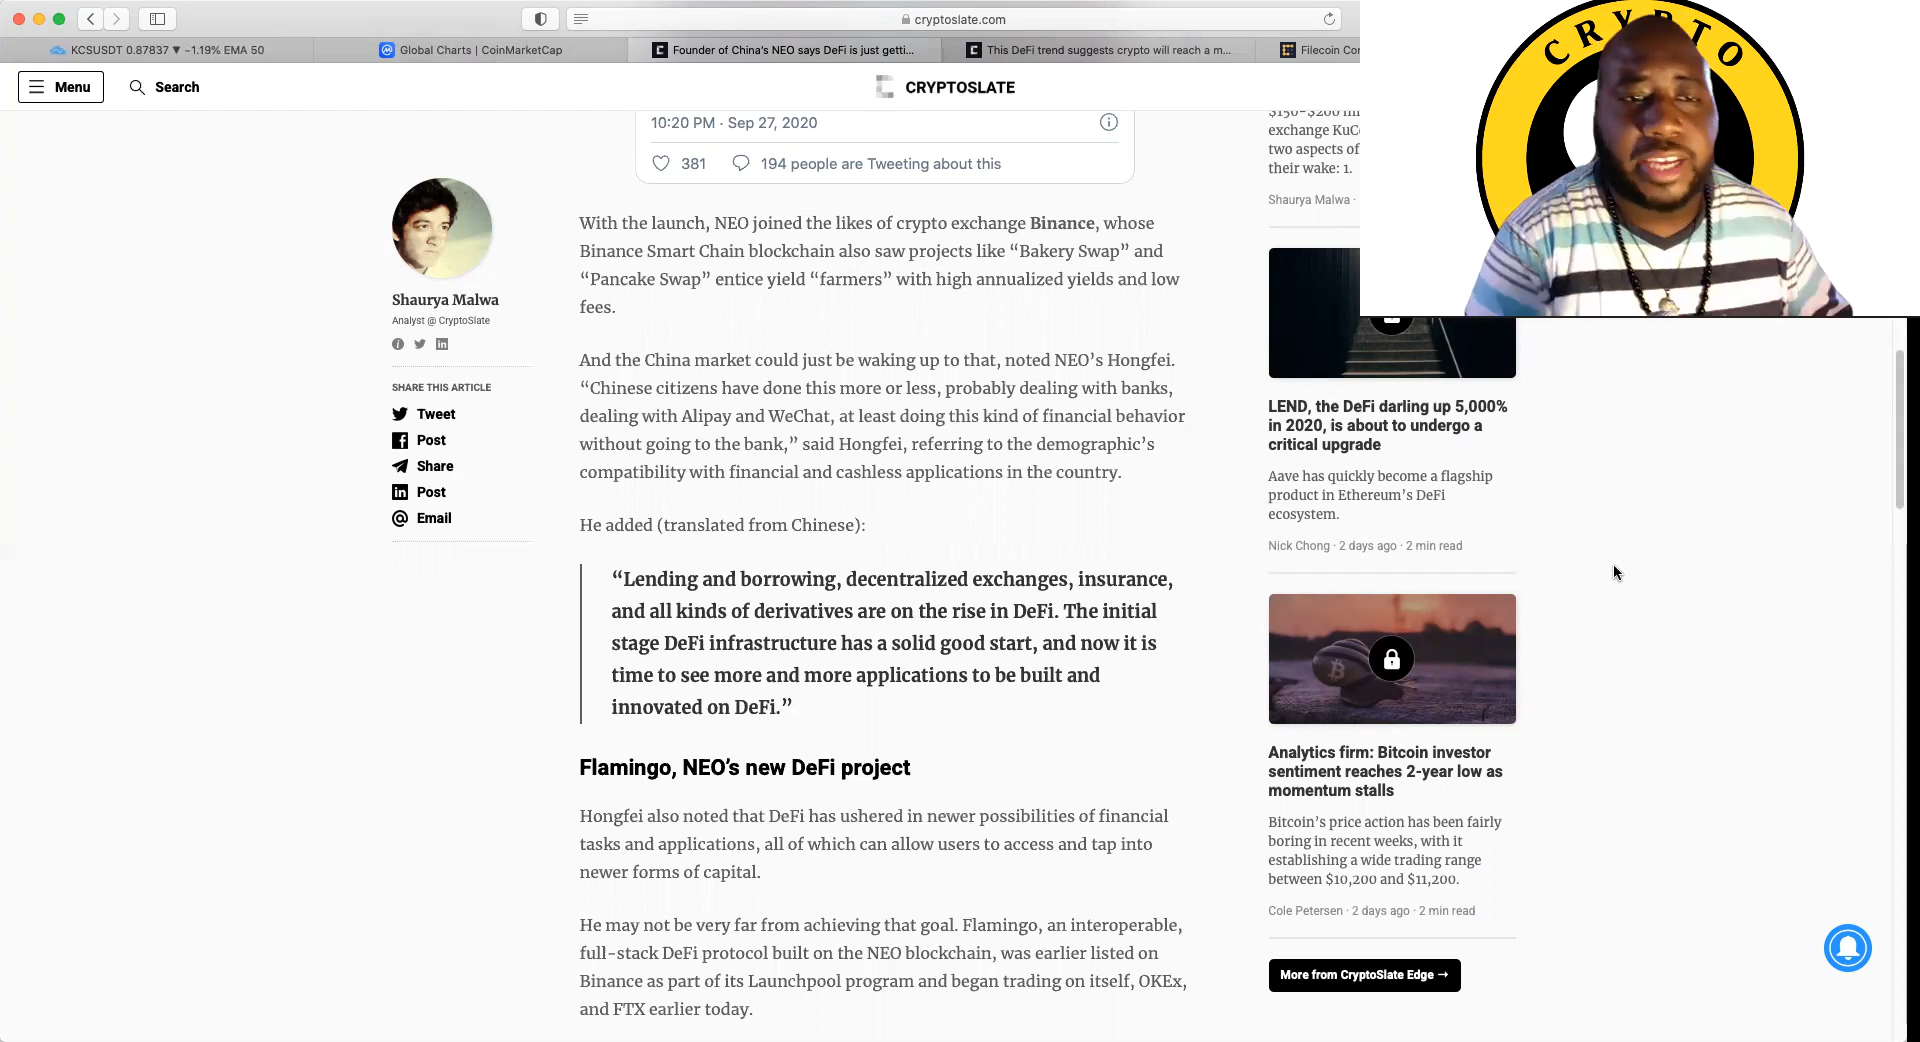 cryptoslate.com
KCSUSDT 0.87837 ▼ −1.19% EMA 50
Global Charts | CoinMarketCap
Founder of China's NEO says DeFi is just getti...
This DeFi trend suggests crypto will reach a m...
Filecoin Cor
CRYPTO
Menu
Search
CRYPTOSLATE
10:20 PM · Sep 27, 2020
381
194 people are Tweeting about this
Shaurya Malwa
Analyst @ CryptoSlate
SHARE THIS ARTICLE
Tweet
Post
Share
Post
Email
With the launch, NEO joined the likes of crypto exchange Binance, whose
Binance Smart Chain blockchain also saw projects like “Bakery Swap” and
“Pancake Swap” entice yield “farmers” with high annualized yields and low
fees.
And the China market could just be waking up to that, noted NEO’s Hongfei.
“Chinese citizens have done this more or less, probably dealing with banks,
dealing with Alipay and WeChat, at least doing this kind of financial behavior
without going to the bank,” said Hongfei, referring to the demographic’s
compatibility with financial and cashless applications in the country.
He added (translated from Chinese):
“Lending and borrowing, decentralized exchanges, insurance,
and all kinds of derivatives are on the rise in DeFi. The initial
stage DeFi infrastructure has a solid good start, and now it is
time to see more and more applications to be built and
innovated on DeFi.”
Flamingo, NEO’s new DeFi project
Hongfei also noted that DeFi has ushered in newer possibilities of financial
tasks and applications, all of which can allow users to access and tap into
newer forms of capital.
He may not be very far from achieving that goal. Flamingo, an interoperable,
full-stack DeFi protocol built on the NEO blockchain, was earlier listed on
Binance as part of its Launchpool program and began trading on itself, OKEx,
and FTX earlier today.
$150-$200 mi
exchange KuC
two aspects of
their wake: 1.
Shaurya Malwa ·
LEND, the DeFi darling up 5,000%
in 2020, is about to undergo a
critical upgrade
Aave has quickly become a flagship
product in Ethereum’s DeFi
ecosystem.
Nick Chong · 2 days ago · 2 min read
Analytics firm: Bitcoin investor
sentiment reaches 2-year low as
momentum stalls
Bitcoin’s price action has been fairly
boring in recent weeks, with it
establishing a wide trading range
between $10,200 and $11,200.
Cole Petersen · 2 days ago · 2 min read
More from CryptoSlate Edge →